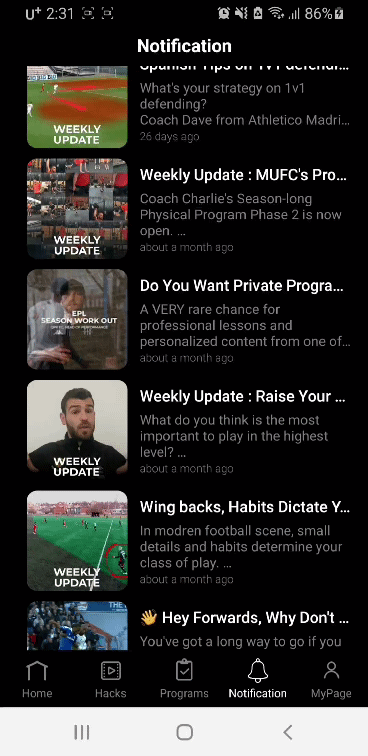 U⁺ 2:31
86%
Notification
Spanish Tips on 1v1 defendi...
What's your strategy on 1v1
defending?
Coach Dave from Athletico Madri...
26 days ago
WEEKLY
UPDATE
Weekly Update : MUFC's Pro...
Coach Charlie's Season-long
Physical Program Phase 2 is now
open. ...
about a month ago
WEEKLY
UPDATE
Do You Want Private Progra...
A VERY rare chance for
professional lessons and
personalized content from one of...
about a month ago
EPL
SEASON WORK OUT
Weekly Update : Raise Your ...
What do you think is the most
important to play in the highest
level? ...
about a month ago
WEEKLY
UPDATE
Wing backs, Habits Dictate Y...
In modren football scene, small
details and habits determine your
class of play. ...
about a month ago
WEEKLY
UPDATE
👋 Hey Forwards, Why Don't ...
You've got a long way to go if you
THE
Home
Hacks
Programs
Notification
MyPage